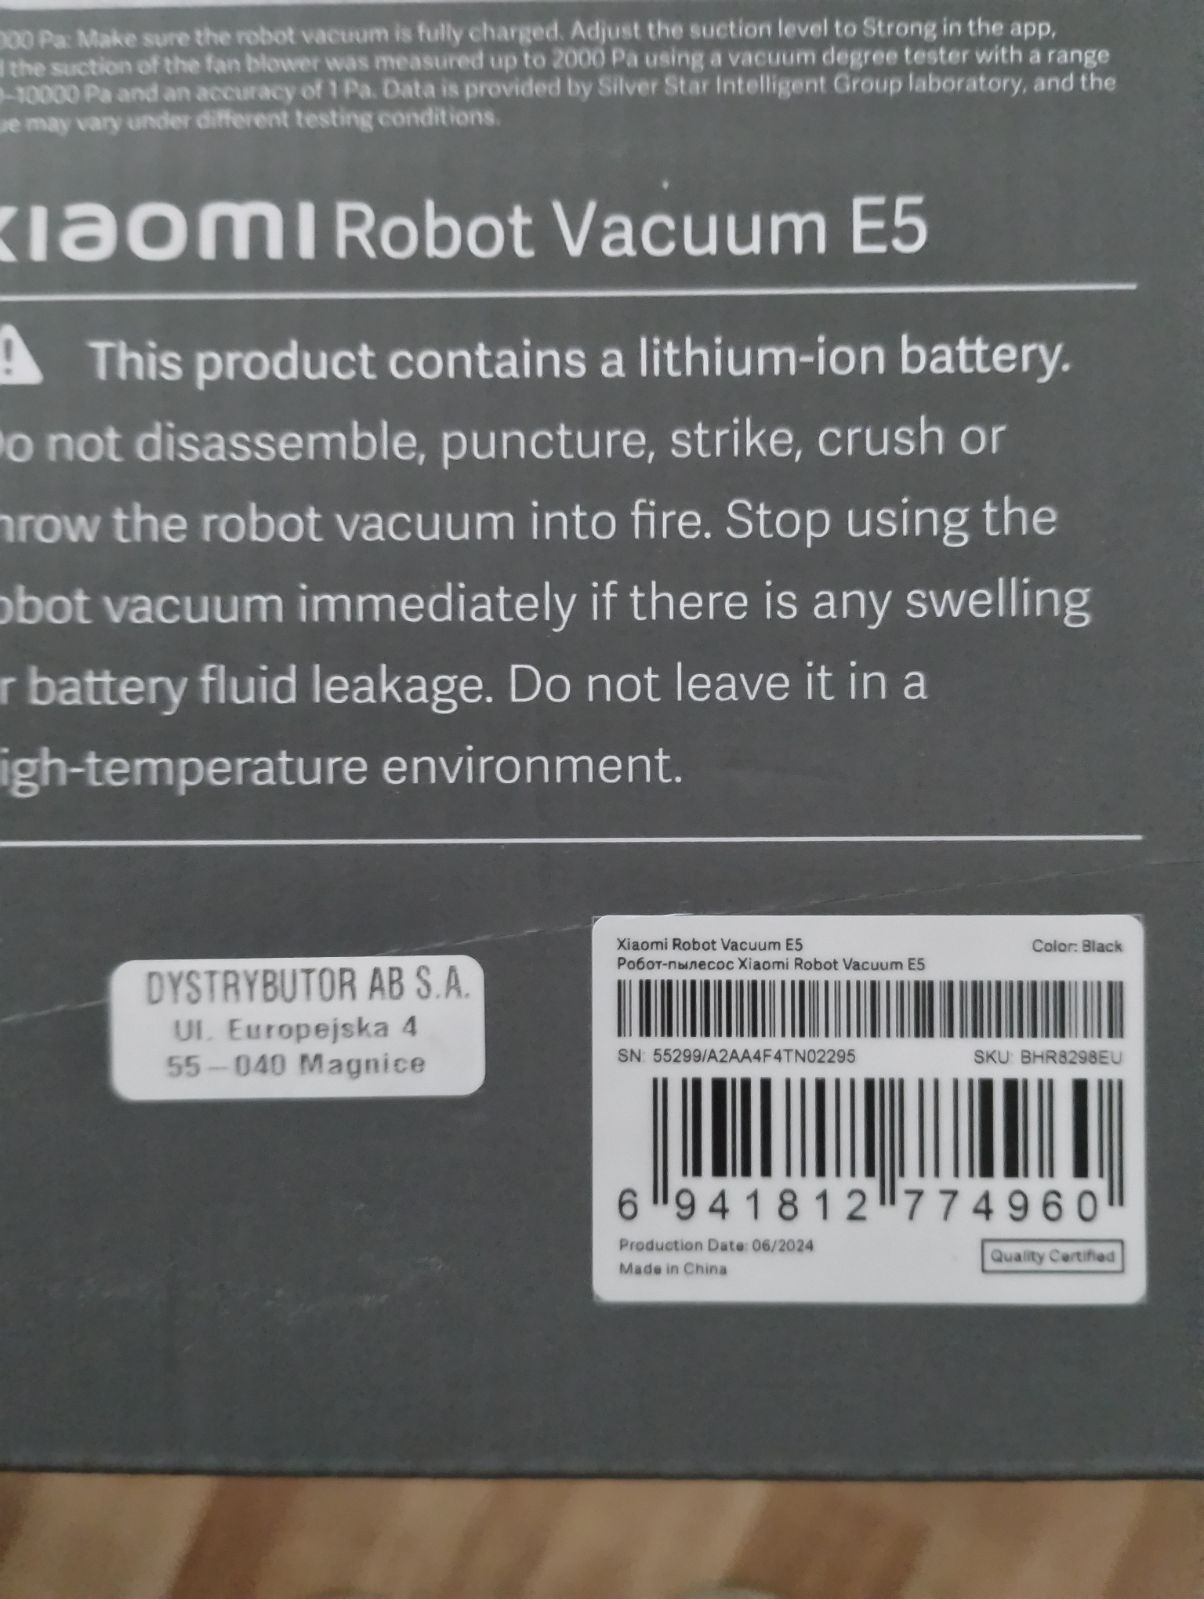 Pa: Make sure the robot vacuum is fully charged. Adjust the suction level to Strong in the app,
the suction of the fan blower was measured up to 2000 Pa using a vacuum degree tester with a range
–10000 Pa and an accuracy of 1 Pa. Data is provided by Silver Star Intelligent Group laboratory, and the
may vary under different testing conditions.
xiaomi Robot Vacuum E5
This product contains a lithium-ion battery.
o not disassemble, puncture, strike, crush or
hrow the robot vacuum into fire. Stop using the
obot vacuum immediately if there is any swelling
r battery fluid leakage. Do not leave it in a
igh-temperature environment.
DYSTRYBUTOR AB S.A.
Ul. Europejska 4
55-040 Magnice
Xiaomi Robot Vacuum E5 Color: Black
Робот-пылесос Xiaomi Robot Vacuum E5
SN: 55299/A2AA4F4TN02295 SKU: BHR8298EU
6 941812 774960
Production Date: 06/2024
Made in China
Quality Certified